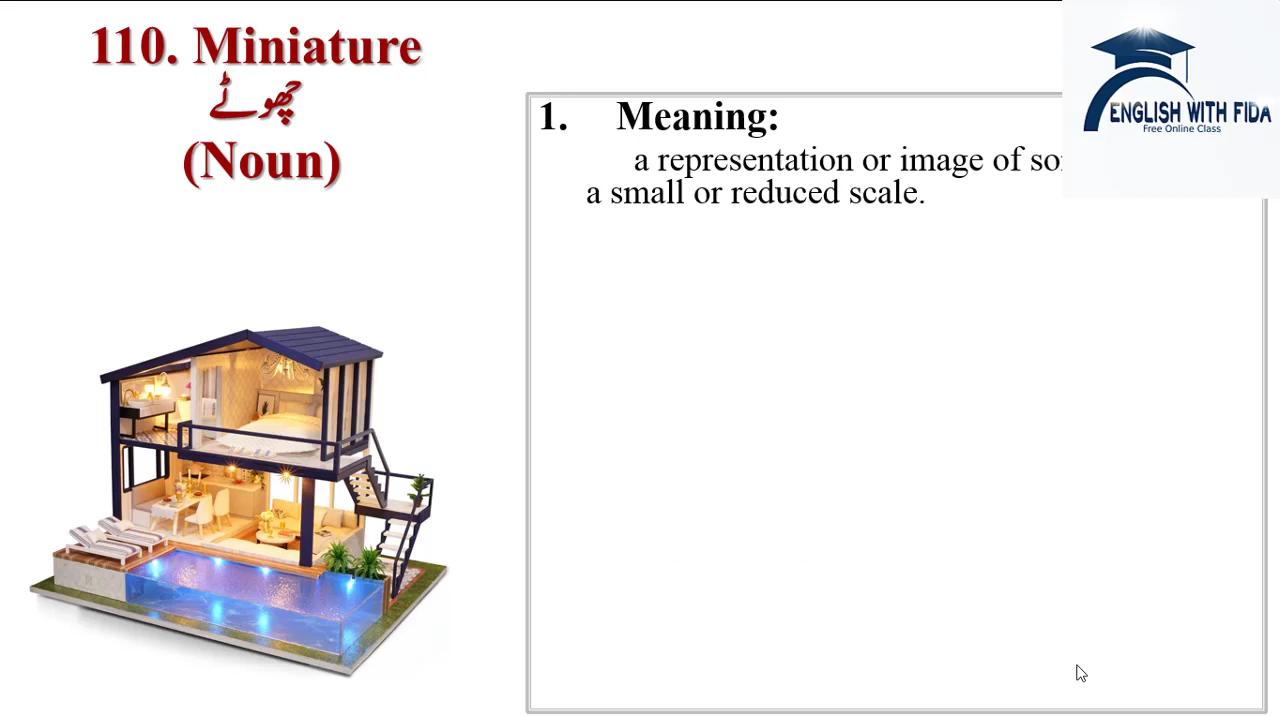 110. Miniature
چھوٹے
(Noun)
1. Meaning:
a representation or image of
a small or reduced scale.
ENGLISH WITH FIDA
Free Online Class